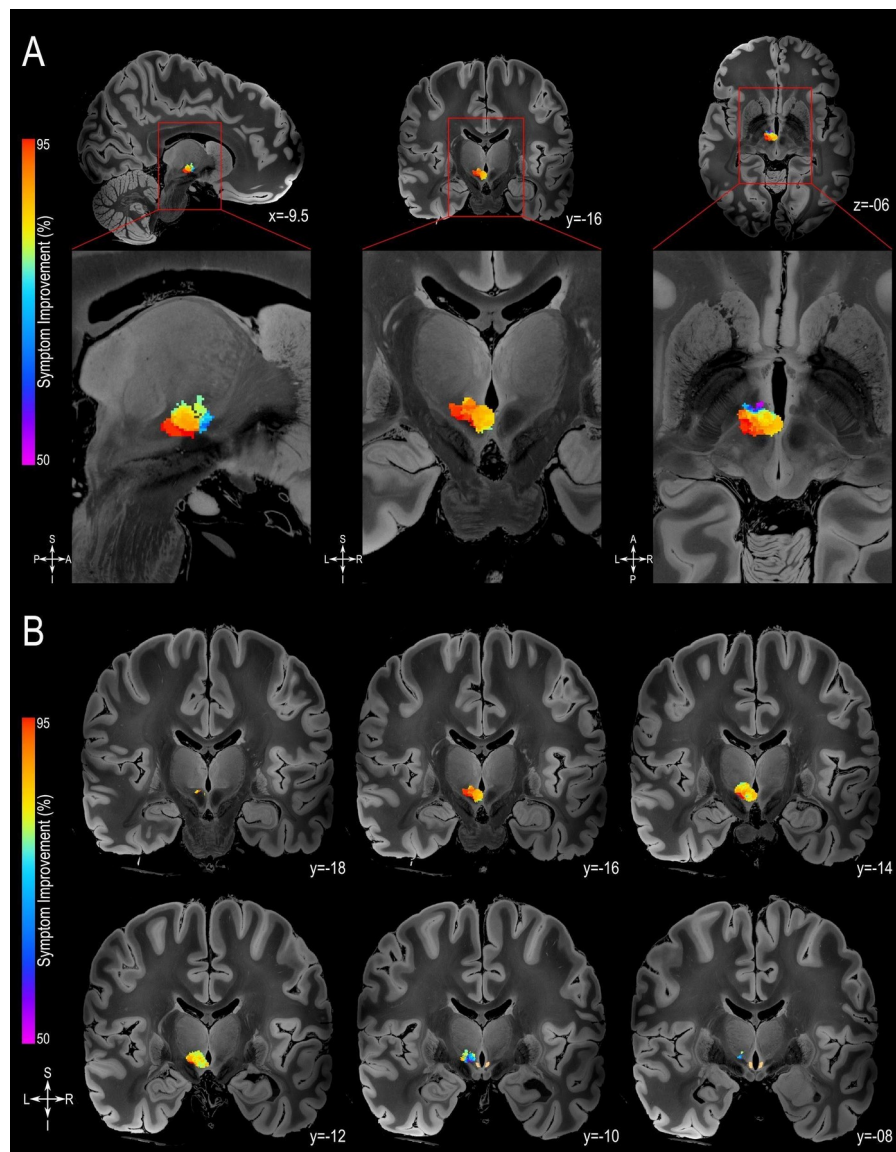 A
95
Symptom Improvement (%)
50
x=-9.5
y=-16
z=-06
S
P A
I
S
L R
I
A
L R
P
B
95
Symptom Improvement (%)
50
y=-18
y=-16
y=-14
S
L R
I
y=-12
y=-10
y=-08